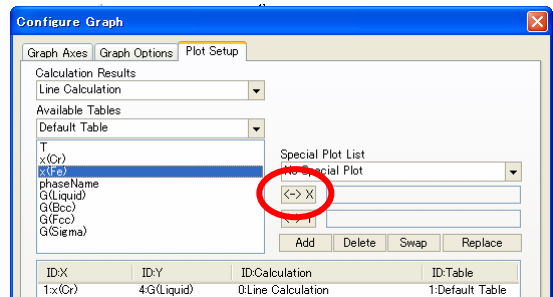 Configure Graph
Graph Axes Graph Options Plot Setup
Calculation Results
Line Calculation
Available Tables
Default Table
T
x(Cr)
x(Fe)
phaseName
G(Liquid)
G(Bcc)
G(Fcc)
G(Sigma)
Special Plot List
No Special Plot
<-> X
<-> Y
Add Delete Swap Replace
ID:X ID:Y ID:Calculation ID:Table
1:x(Cr) 4:G(Liquid) 0:Line Calculation 1:Default Table